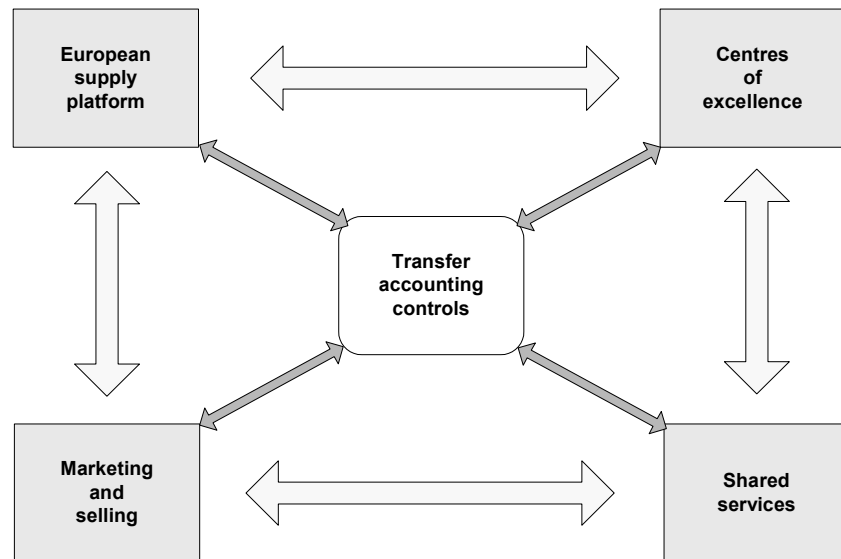 European
supply
platform
Centres
of
excellence
Transfer
accounting
controls
Marketing
and
selling
Shared
services